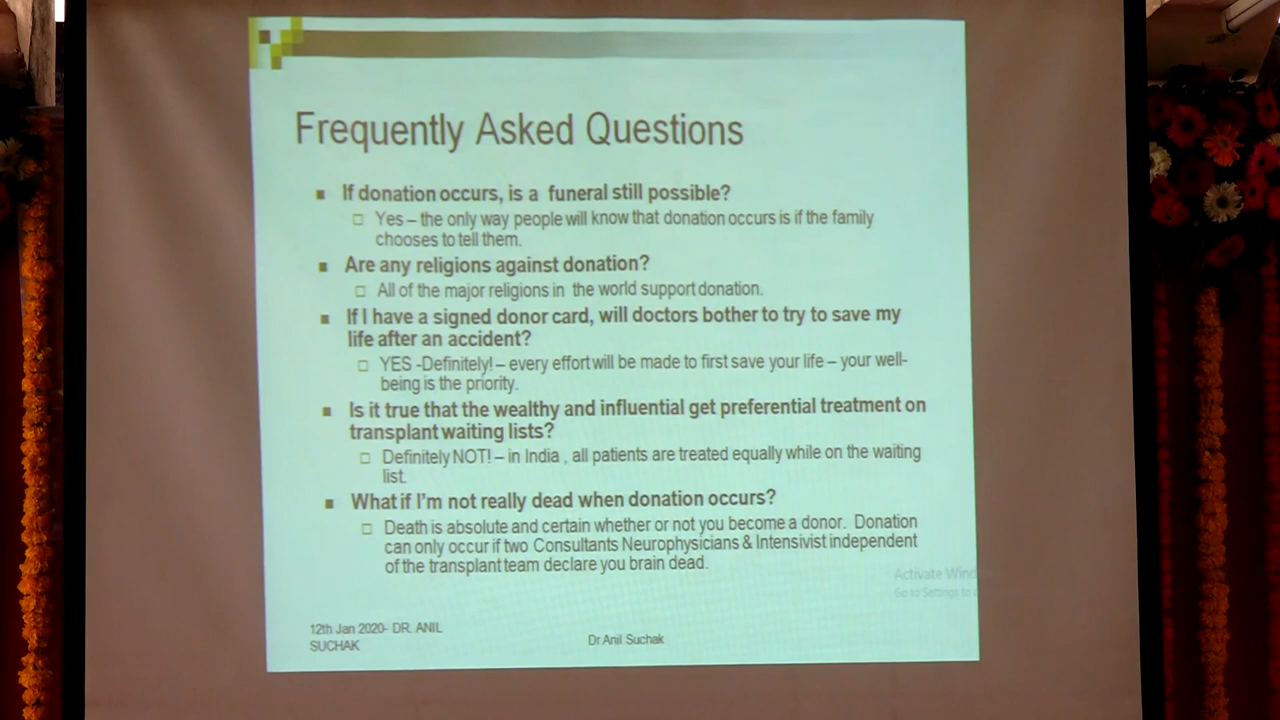 Frequently Asked Questions
If donation occurs, is a funeral still possible?
Yes – the only way people will know that donation occurs is if the family
chooses to tell them.
Are any religions against donation?
All of the major religions in the world support donation.
If I have a signed donor card, will doctors bother to try to save my
life after an accident?
YES -Definitely! – every effort will be made to first save your life – your well-
being is the priority.
Is it true that the wealthy and influential get preferential treatment on
transplant waiting lists?
Definitely NOT! – in India , all patients are treated equally while on the waiting
list.
What if I'm not really dead when donation occurs?
Death is absolute and certain whether or not you become a donor. Donation
can only occur if two Consultants Neurophysicians & Intensivist independent
of the transplant team declare you brain dead.
Activate Wind
Go to Settings to
12th Jan 2020- DR. ANIL
SUCHAK
Dr Anil Suchak